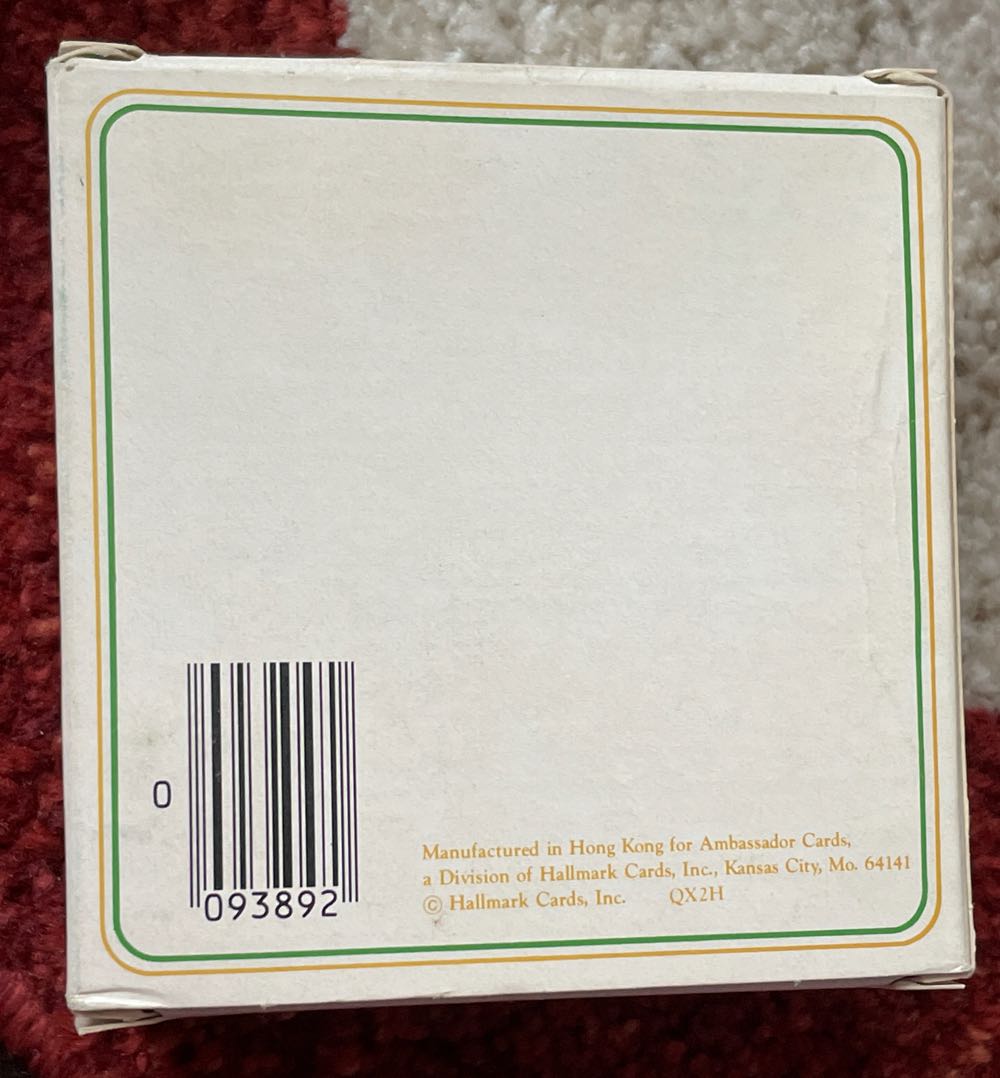 0
093892
Manufactured in Hong Kong for Ambassador Cards,
a Division of Hallmark Cards, Inc., Kansas City, Mo. 64141
© Hallmark Cards, Inc. QX2H